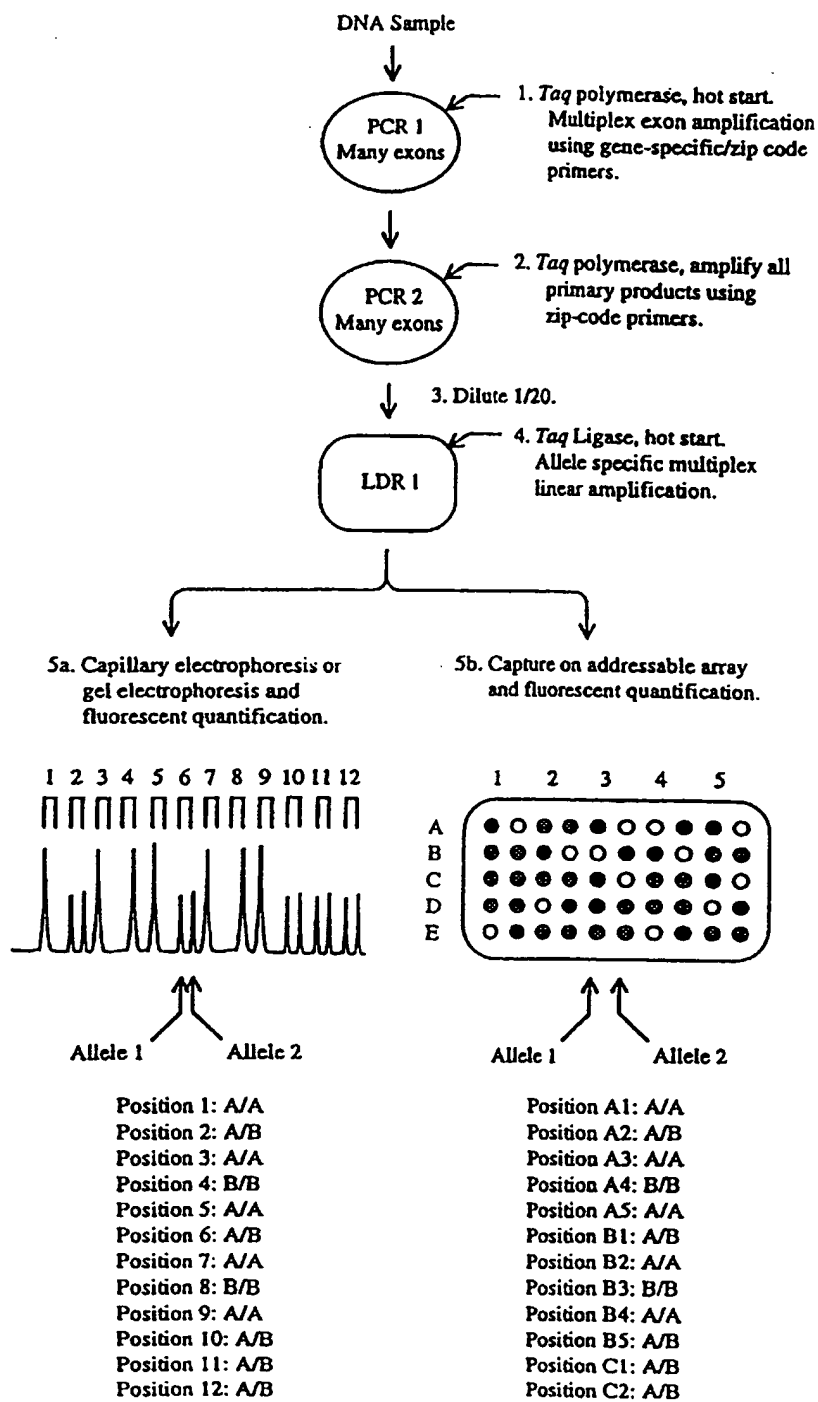 DNA Sample
PCR 1
Many exons
1. Taq polymerase, hot start.
Multiplex exon amplification
using gene-specific/zip code
primers.
PCR 2
Many exons
2. Taq polymerase, amplify all
primary products using
zip-code primers.
3. Dilute 1/20.
LDR 1
4. Taq Ligase, hot start.
Allele specific multiplex
linear amplification.
5a. Capillary electrophoresis or
gel electrophoresis and
fluorescent quantification.
1 2 3 4 5 6 7 8 9 10 11 12
Allele 1 Allele 2
Position 1: A/A
Position 2: A/B
Position 3: A/A
Position 4: B/B
Position 5: A/A
Position 6: A/B
Position 7: A/A
Position 8: B/B
Position 9: A/A
Position 10: A/B
Position 11: A/B
Position 12: A/B
5b. Capture on addressable array
and fluorescent quantification.
1 2 3 4 5
A
B
C
D
E
Allele 1 Allele 2
Position A1: A/A
Position A2: A/B
Position A3: A/A
Position A4: B/B
Position A5: A/A
Position B1: A/B
Position B2: A/A
Position B3: B/B
Position B4: A/A
Position B5: A/B
Position C1: A/B
Position C2: A/B